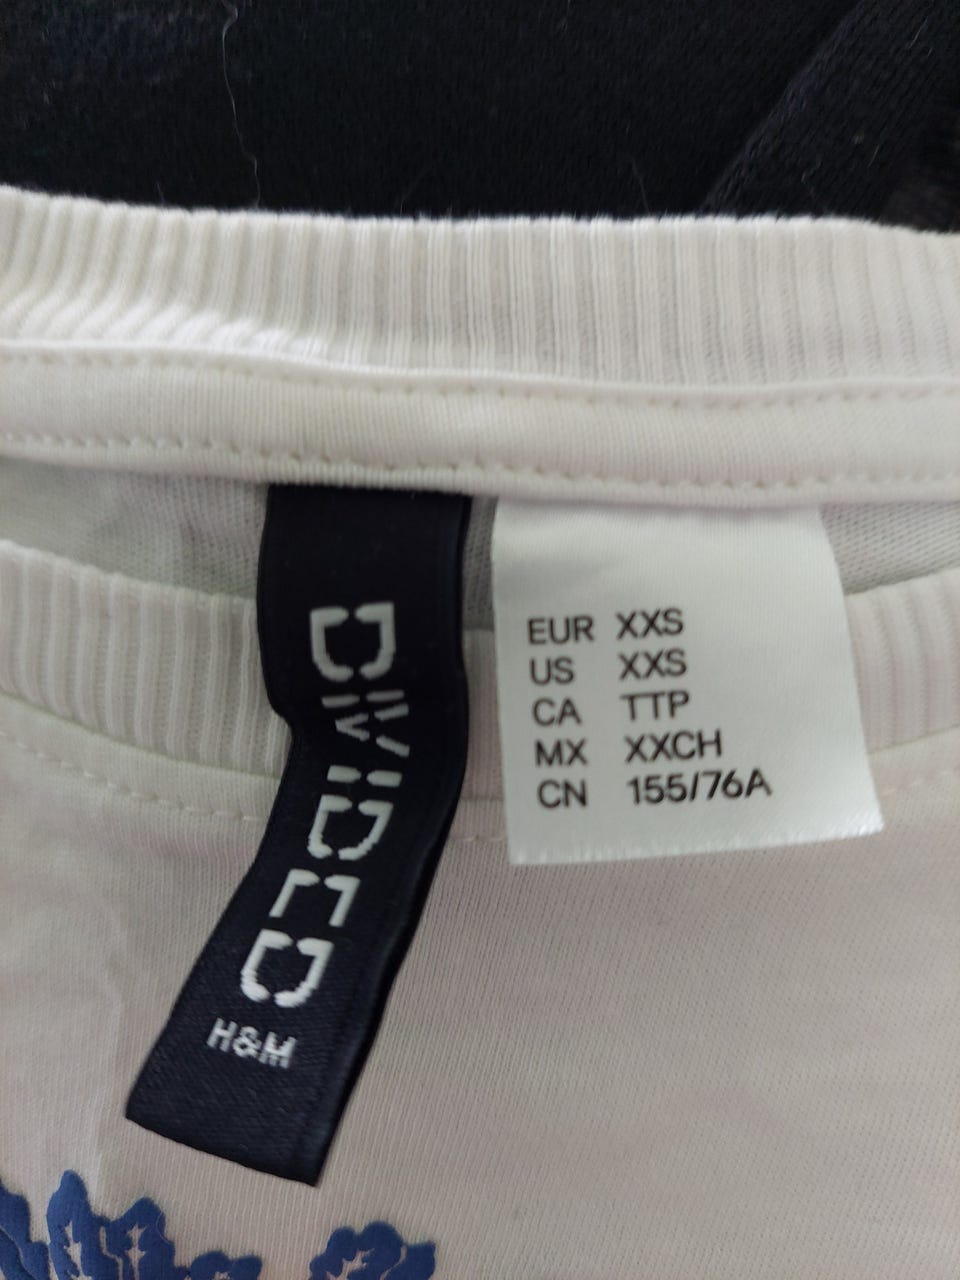 DIVIDED
H&M
EUR XXS
US XXS
CA TTP
MX XXCH
CN 155/76A